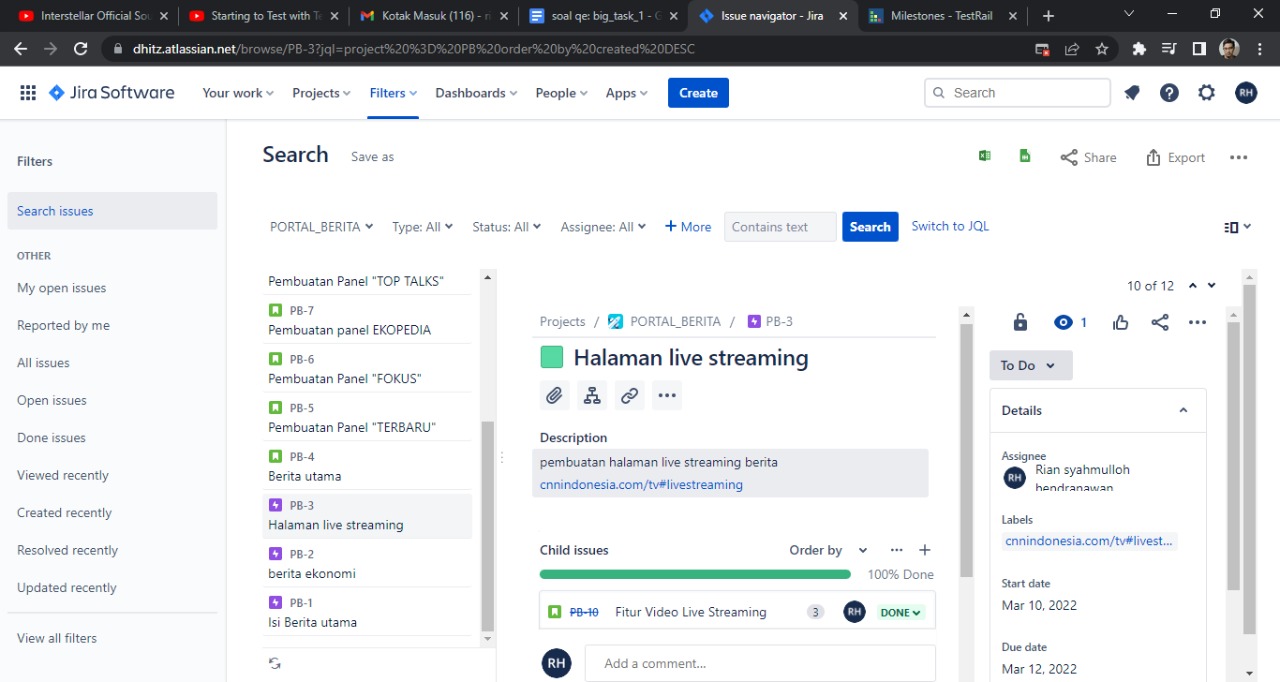 Interstellar Official Sou
Starting to Test with Te
Kotak Masuk (116) - ri
soal qe: big_task_1 - G
Issue navigator - Jira
Milestones - TestRail
dhitz.atlassian.net/browse/PB-3?jql=project%20%3D%20PB%20order%20by%20created%20DESC
Jira Software
Your work
Projects
Filters
Dashboards
People
Apps
Create
Search
RH
Filters
Search issues
OTHER
My open issues
Reported by me
All issues
Open issues
Done issues
Viewed recently
Created recently
Resolved recently
Updated recently
View all filters
Search
Save as
Share
Export
PORTAL_BERITA
Type: All
Status: All
Assignee: All
+ More
Contains text
Search
Switch to JQL
Pembuatan Panel "TOP TALKS"
PB-7
Pembuatan panel EKOPEDIA
PB-6
Pembuatan Panel "FOKUS"
PB-5
Pembuatan Panel "TERBARU"
PB-4
Berita utama
PB-3
Halaman live streaming
PB-2
berita ekonomi
PB-1
Isi Berita utama
10 of 12
Projects / PORTAL_BERITA / PB-3
Halaman live streaming
Description
pembuatan halaman live streaming berita
cnnindonesia.com/tv#livestreaming
Child issues
Order by
100% Done
PB-10 Fitur Video Live Streaming 3 RH DONE
RH
Add a comment...
1
To Do
Details
Assignee
RH
Rian syahmulloh
hendranawan
Labels
cnnindonesia.com/tv#livest...
Start date
Mar 10, 2022
Due date
Mar 12, 2022